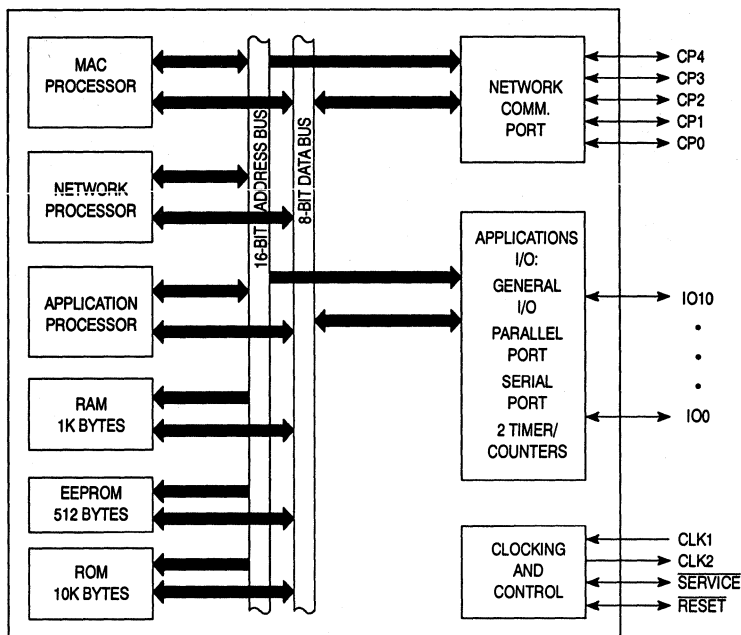 MAC
PROCESSOR
NETWORK
PROCESSOR
APPLICATION
PROCESSOR
RAM
1K BYTES
EEPROM
512 BYTES
ROM
10K BYTES
16-BIT ADDRESS BUS
8-BIT DATA BUS
NETWORK
COMM.
PORT
CP4
CP3
CP2
CP1
CP0
APPLICATIONS
I/O:
GENERAL
I/O
PARALLEL
PORT
SERIAL
PORT
2 TIMER/
COUNTERS
IO10
IO0
CLOCKING
AND
CONTROL
CLK1
CLK2
SERVICE
RESET